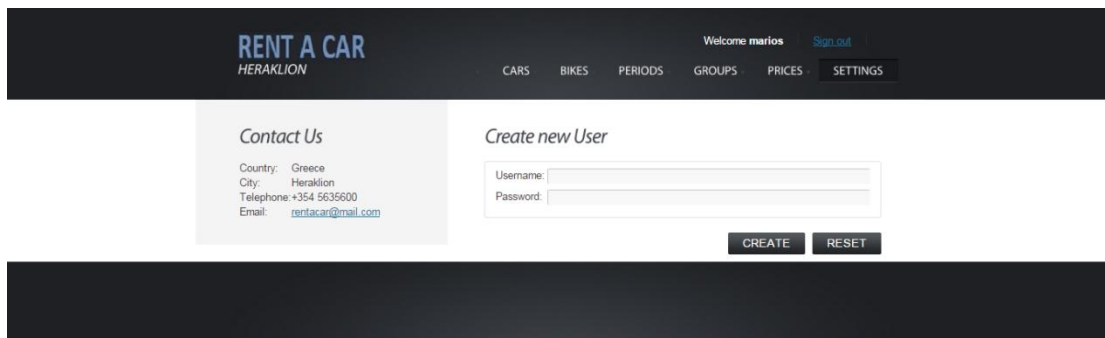 RENT A CAR
HERAKLION
Welcome marios Sign out
CARS BIKES PERIODS GROUPS PRICES SETTINGS
Contact Us
Country: Greece
City: Heraklion
Telephone:+354 5635600
Email: rentacar@mail.com
Create new User
Username:
Password:
CREATE RESET